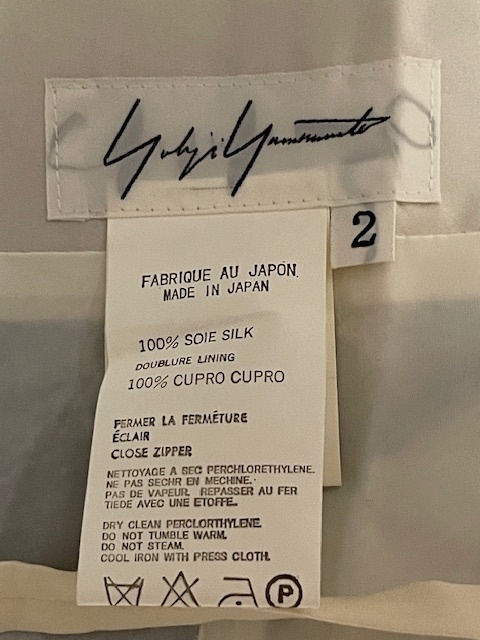 Yohji Yamamoto
2
FABRIQUE AU JAPON.
MADE IN JAPAN
100% SOIE SILK
DOUBLURE LINING
100% CUPRO CUPRO
FERMER LA FERMÉTURE
ÉCLAIR
CLOSE ZIPPER
NETTOYAGE A SEC PERCHLORETHYLENE.
NE PAS SECHR EN MECHINE.
PAS DE VAPEUR. REPASSER AU FER
TIEDE AVEC UNE ETOFFE.
DRY CLEAN PERCLORTHYLENE.
DO NOT TUMBLE WARM.
DO NOT STEAM.
COOL IRON WITH PRESS CLOTH.
P